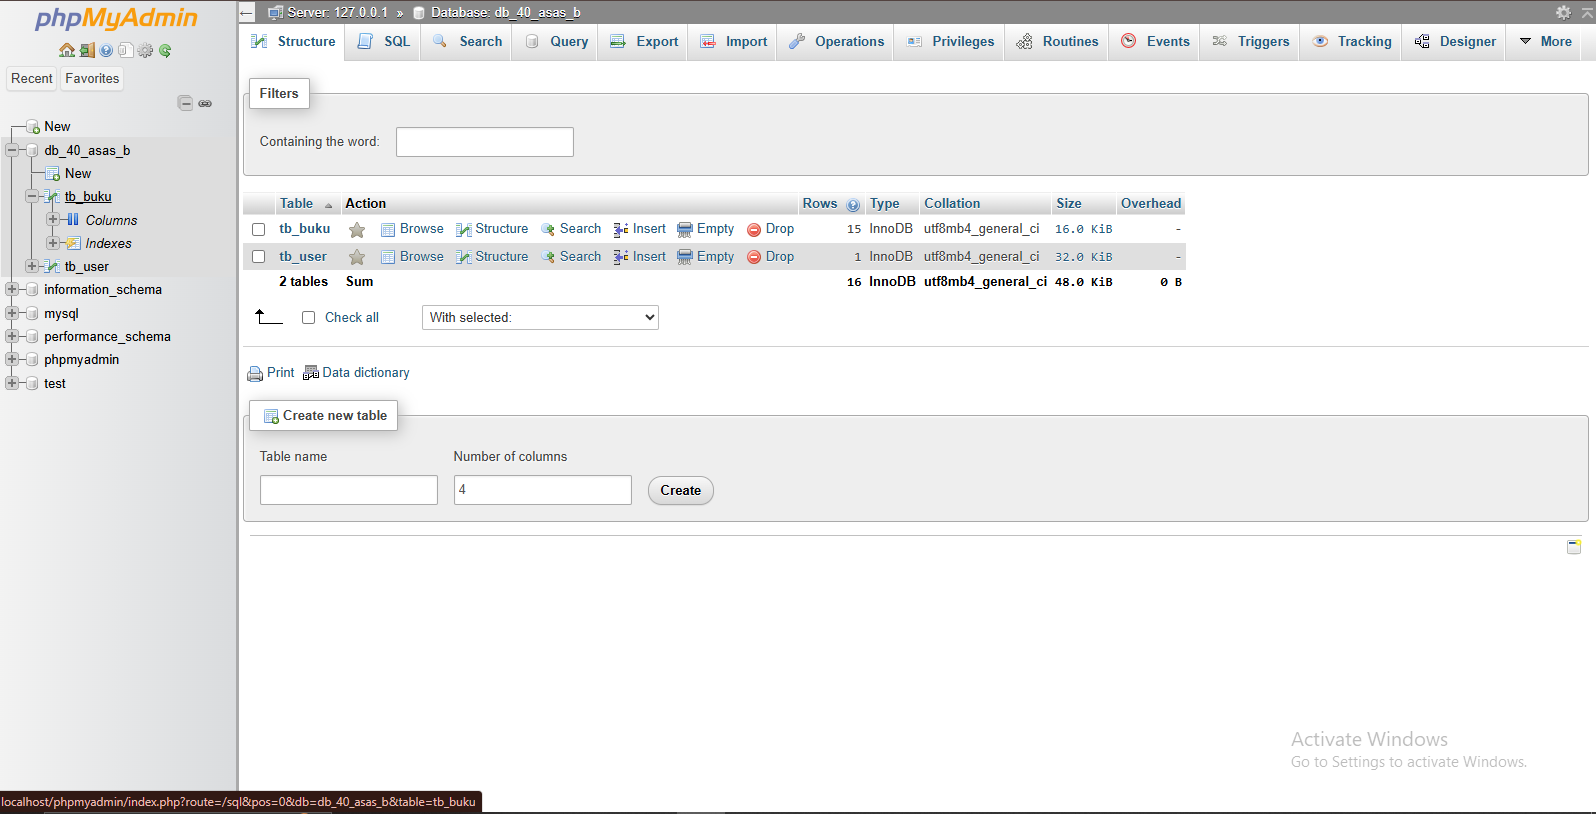 phpMyAdmin
Recent Favorites
New
db_40_asas_b
New
tb_buku
Columns
Indexes
tb_user
information_schema
mysql
performance_schema
phpmyadmin
test
Server: 127.0.0.1 » Database: db_40_asas_b
Structure SQL Search Query Export Import Operations Privileges Routines Events Triggers Tracking Designer More
Filters
Containing the word:
Table Action Rows Type Collation Size Overhead
tb_buku Browse Structure Search Insert Empty Drop 15 InnoDB utf8mb4_general_ci 16.0 KiB -
tb_user Browse Structure Search Insert Empty Drop 1 InnoDB utf8mb4_general_ci 32.0 KiB -
2 tables Sum 16 InnoDB utf8mb4_general_ci 48.0 KiB 0 B
Check all With selected:
Print Data dictionary
Create new table
Table name Number of columns
4 Create
Activate Windows
Go to Settings to activate Windows.
localhost/phpmyadmin/index.php?route=/sql&pos=0&db=db_40_asas_b&table=tb_buku